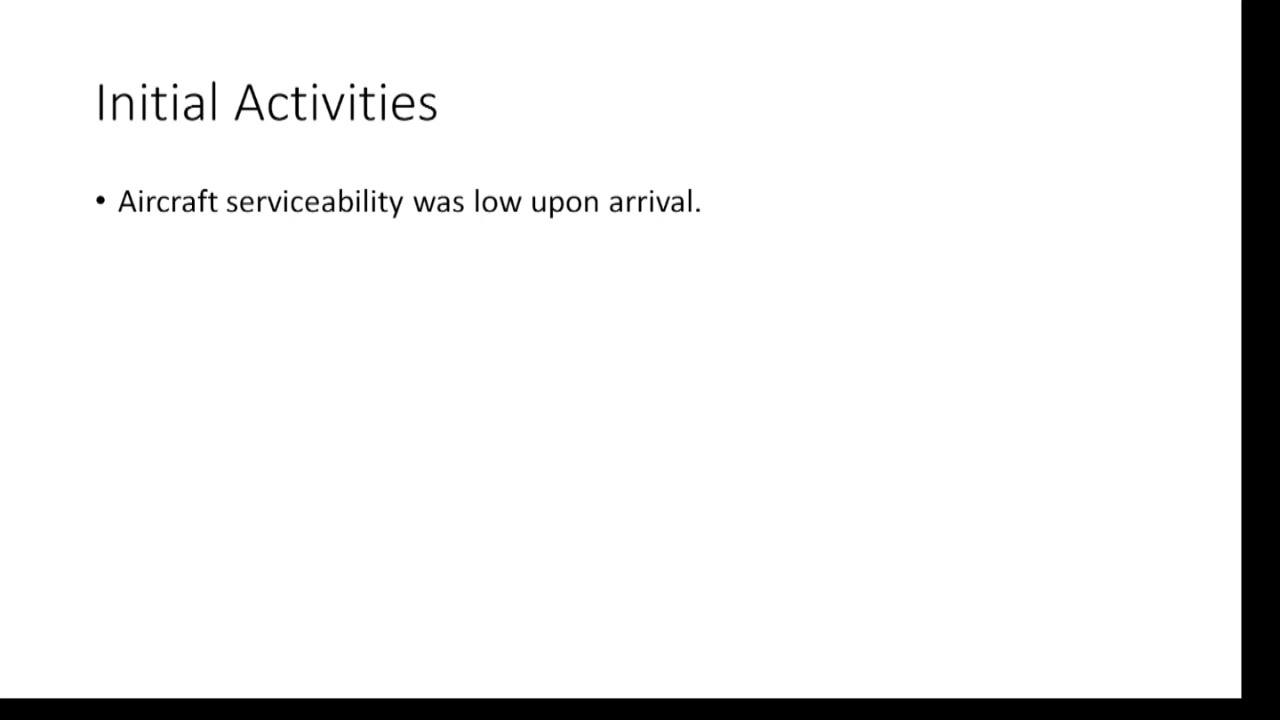 Initial Activities
• Aircraft serviceability was low upon arrival.